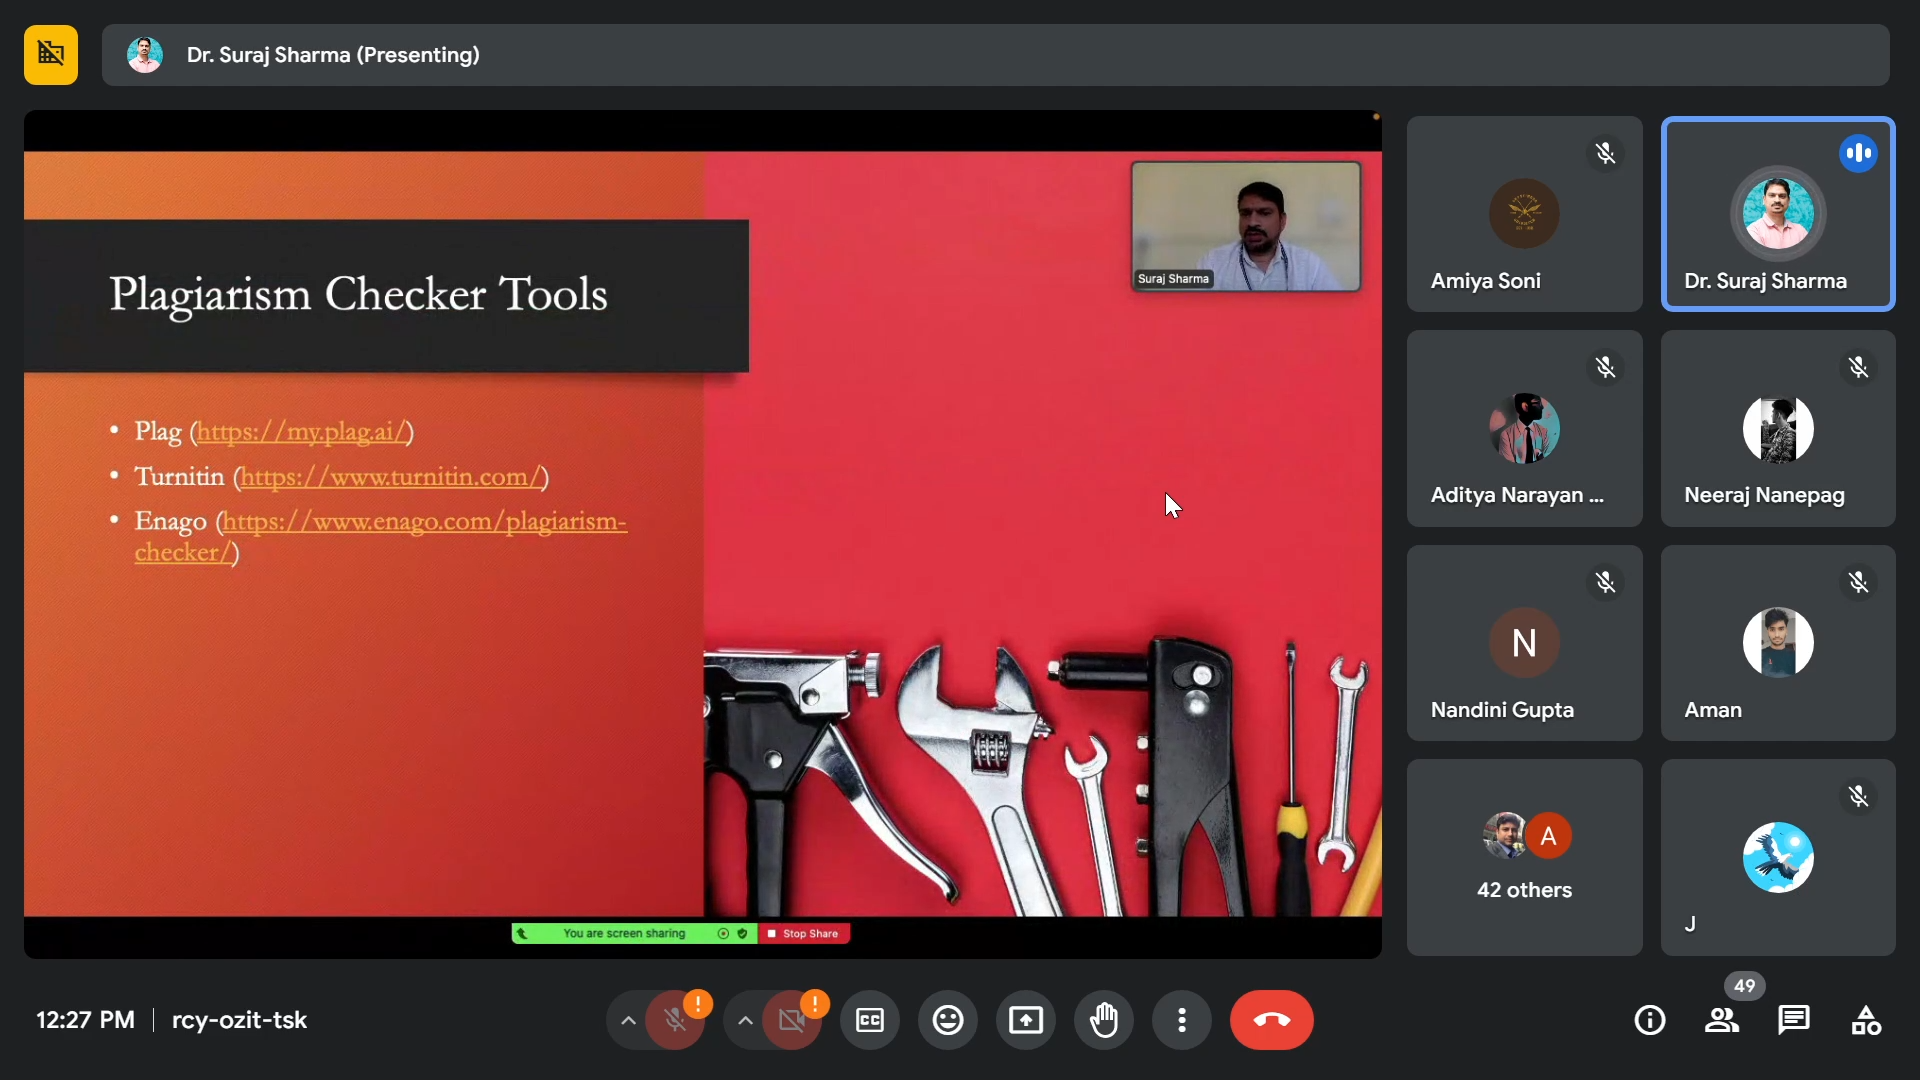 Dr. Suraj Sharma (Presenting)
Plagiarism Checker Tools
• Plag (https://my.plag.ai/)
• Turnitin (https://www.turnitin.com/)
• Enago (https://www.enago.com/plagiarism-
checker/)
Suraj Sharma
You are screen sharing
Stop Share
Amiya Soni
Dr. Suraj Sharma
Aditya Narayan ...
Neeraj Nanepag
N
Nandini Gupta
Aman
A
42 others
J
12:27 PM
rcy-ozit-tsk
!
!
CC
49